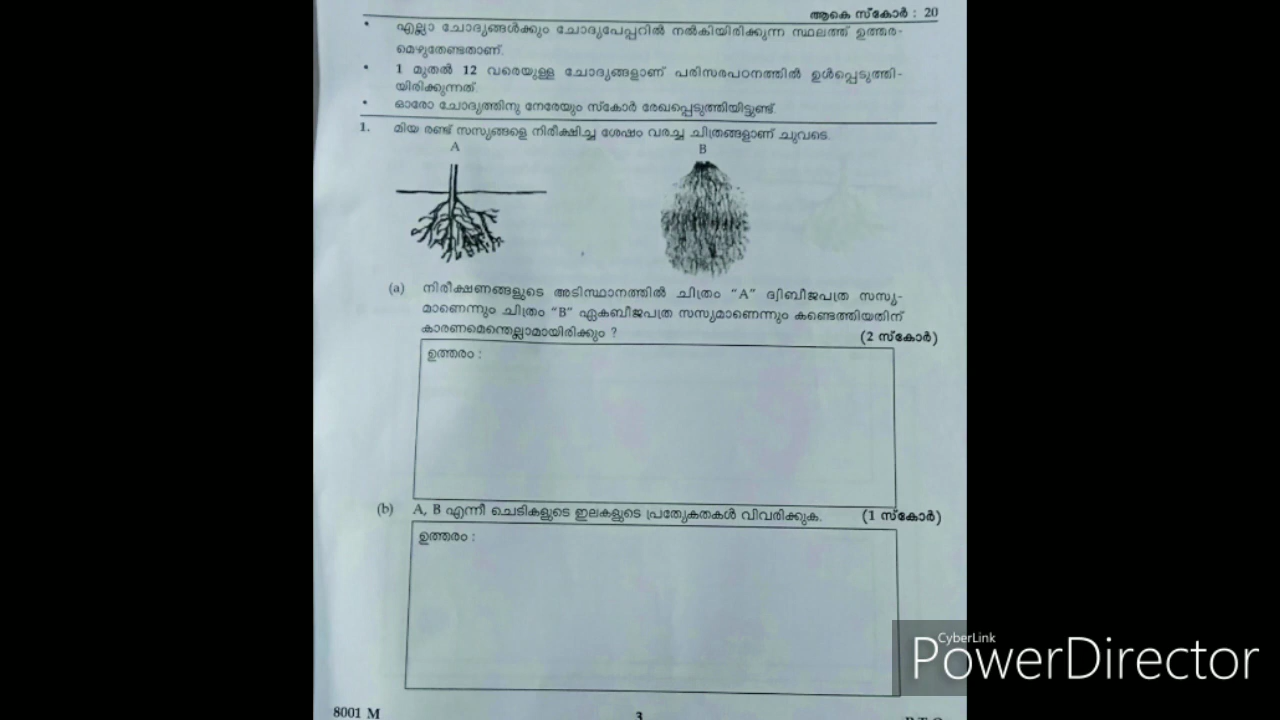 ആകെ സ്കോർ : 20
• എല്ലാ ചോദ്യങ്ങൾക്കും ചോദ്യപേപ്പറിൽ നൽകിയിരിക്കുന്ന സ്ഥലത്ത് ഉത്തര-
മെഴുതേണ്ടതാണ്.
• 1 മുതൽ 12 വരെയുള്ള ചോദ്യങ്ങളാണ് പരിസരപഠനത്തിൽ ഉൾപ്പെടുത്തി-
യിരിക്കുന്നത്.
• ഓരോ ചോദ്യത്തിനു നേരേയും സ്കോർ രേഖപ്പെടുത്തിയിട്ടുണ്ട്.
1. മിയ രണ്ട് സസ്യങ്ങളെ നിരീക്ഷിച്ച ശേഷം വരച്ച ചിത്രങ്ങളാണ് ചുവടെ.
A B
(a) നിരീക്ഷണങ്ങളുടെ അടിസ്ഥാനത്തിൽ ചിത്രം "A" ദ്വിബീജപത്ര സസ്യ-
മാണെന്നും ചിത്രം "B" ഏകബീജപത്ര സസ്യമാണെന്നും കണ്ടെത്തിയതിന്
കാരണമെന്തെല്ലാമായിരിക്കും ? (2 സ്കോർ)
ഉത്തരം :
(b) A, B എന്നീ ചെടികളുടെ ഇലകളുടെ പ്രത്യേകതകൾ വിവരിക്കുക. (1 സ്കോർ)
ഉത്തരം :
CyberLink
PowerDirector
8001 M 3 P.T.O.